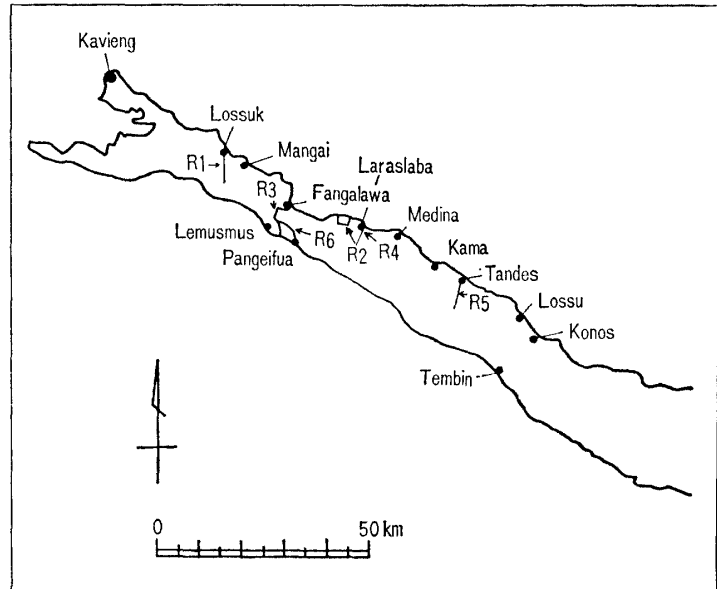 Kavieng
Lossuk
R1→
Mangai
Laraslaba
R3
Fangalawa
Medina
Lemusmus
R6
R2
R4
Kama
Pangeifua
Tandes
R5
Lossu
Konos
Tembin
0 50 km